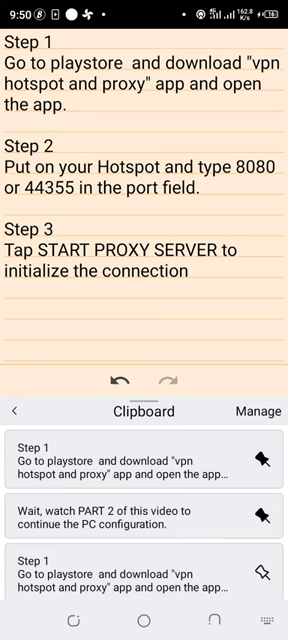 9:50
4G
162.8
K/s
16
Step 1
Go to playstore  and download "vpn
hotspot and proxy" app and open
the app.
Step 2
Put on your Hotspot and type 8080
or 44355 in the port field.
Step 3
Tap START PROXY SERVER to
initialize the connection
Clipboard
Manage
Step 1
Go to playstore  and download "vpn
hotspot and proxy" app and open the app...
Wait, watch PART 2 of this video to
continue the PC configuration.
Step 1
Go to playstore  and download "vpn
hotspot and proxy" app and open the app...